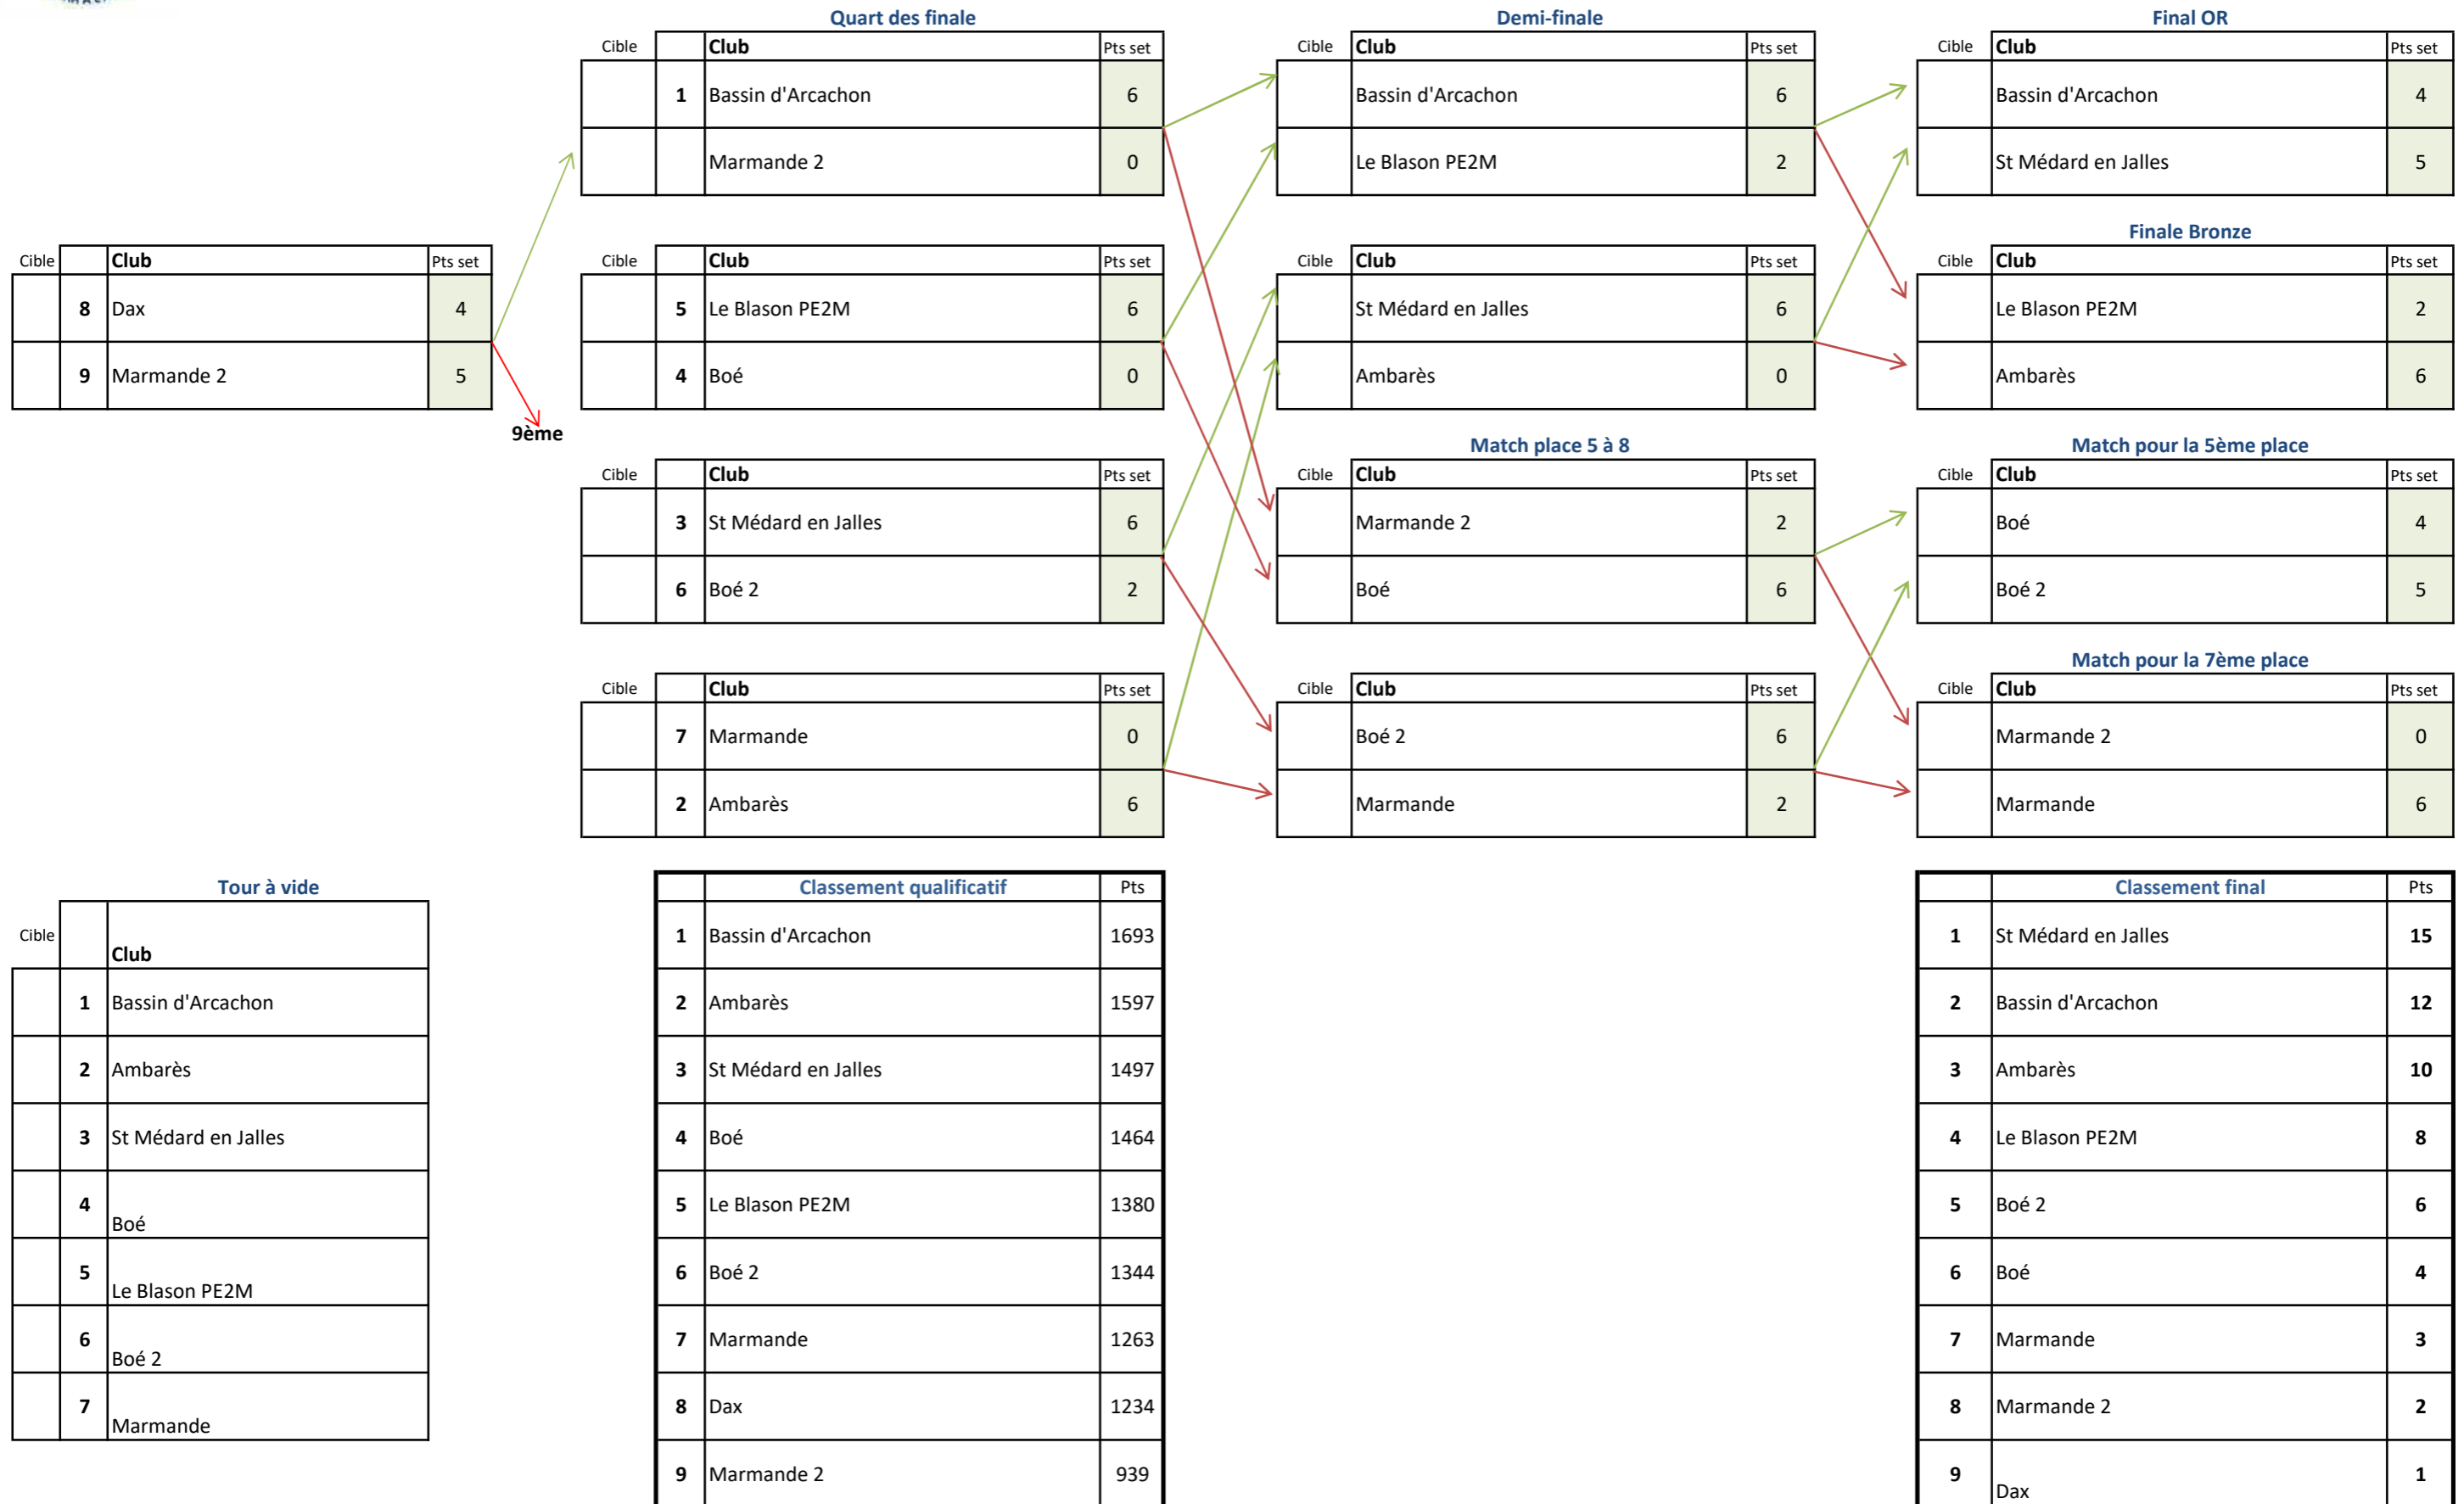 Quart des finale Demi-finale Final OR
Cible Club Pts set Cible Club Pts set Cible Club Pts set
1 Bassin d'Arcachon 6 Bassin d'Arcachon 6 Bassin d'Arcachon 4
Marmande 2 0 Le Blason PE2M 2 St Médard en Jalles 5
Finale Bronze
Cible Club Pts set Cible Club Pts set Cible Club Pts set Cible Club Pts set
8 Dax 4 5 Le Blason PE2M 6 St Médard en Jalles 6 Le Blason PE2M 2
9 Marmande 2 5 4 Boé 0 Ambarès 0 Ambarès 6
9ème Match place 5 à 8 Match pour la 5ème place
Cible Club Pts set Cible Club Pts set Cible Club Pts set
3 St Médard en Jalles 6 Marmande 2 2 Boé 4
6 Boé 2 2 Boé 6 Boé 2 5
Match pour la 7ème place
Cible Club Pts set Cible Club Pts set Cible Club Pts set
7 Marmande 0 Boé 2 6 Marmande 2 0
2 Ambarès 6 Marmande 2 Marmande 6
Tour à vide Classement qualificatif Pts Classement final Pts
Cible Club 1 Bassin d'Arcachon 1693 1 St Médard en Jalles 15
1 Bassin d'Arcachon 2 Ambarès 1597 2 Bassin d'Arcachon 12
2 Ambarès 3 St Médard en Jalles 1497 3 Ambarès 10
3 St Médard en Jalles 4 Boé 1464 4 Le Blason PE2M 8
4 Boé 5 Le Blason PE2M 1380 5 Boé 2 6
5 Le Blason PE2M 6 Boé 2 1344 6 Boé 4
6 Boé 2 7 Marmande 1263 7 Marmande 3
7 Marmande 8 Dax 1234 8 Marmande 2 2
9 Marmande 2 939 9 Dax 1